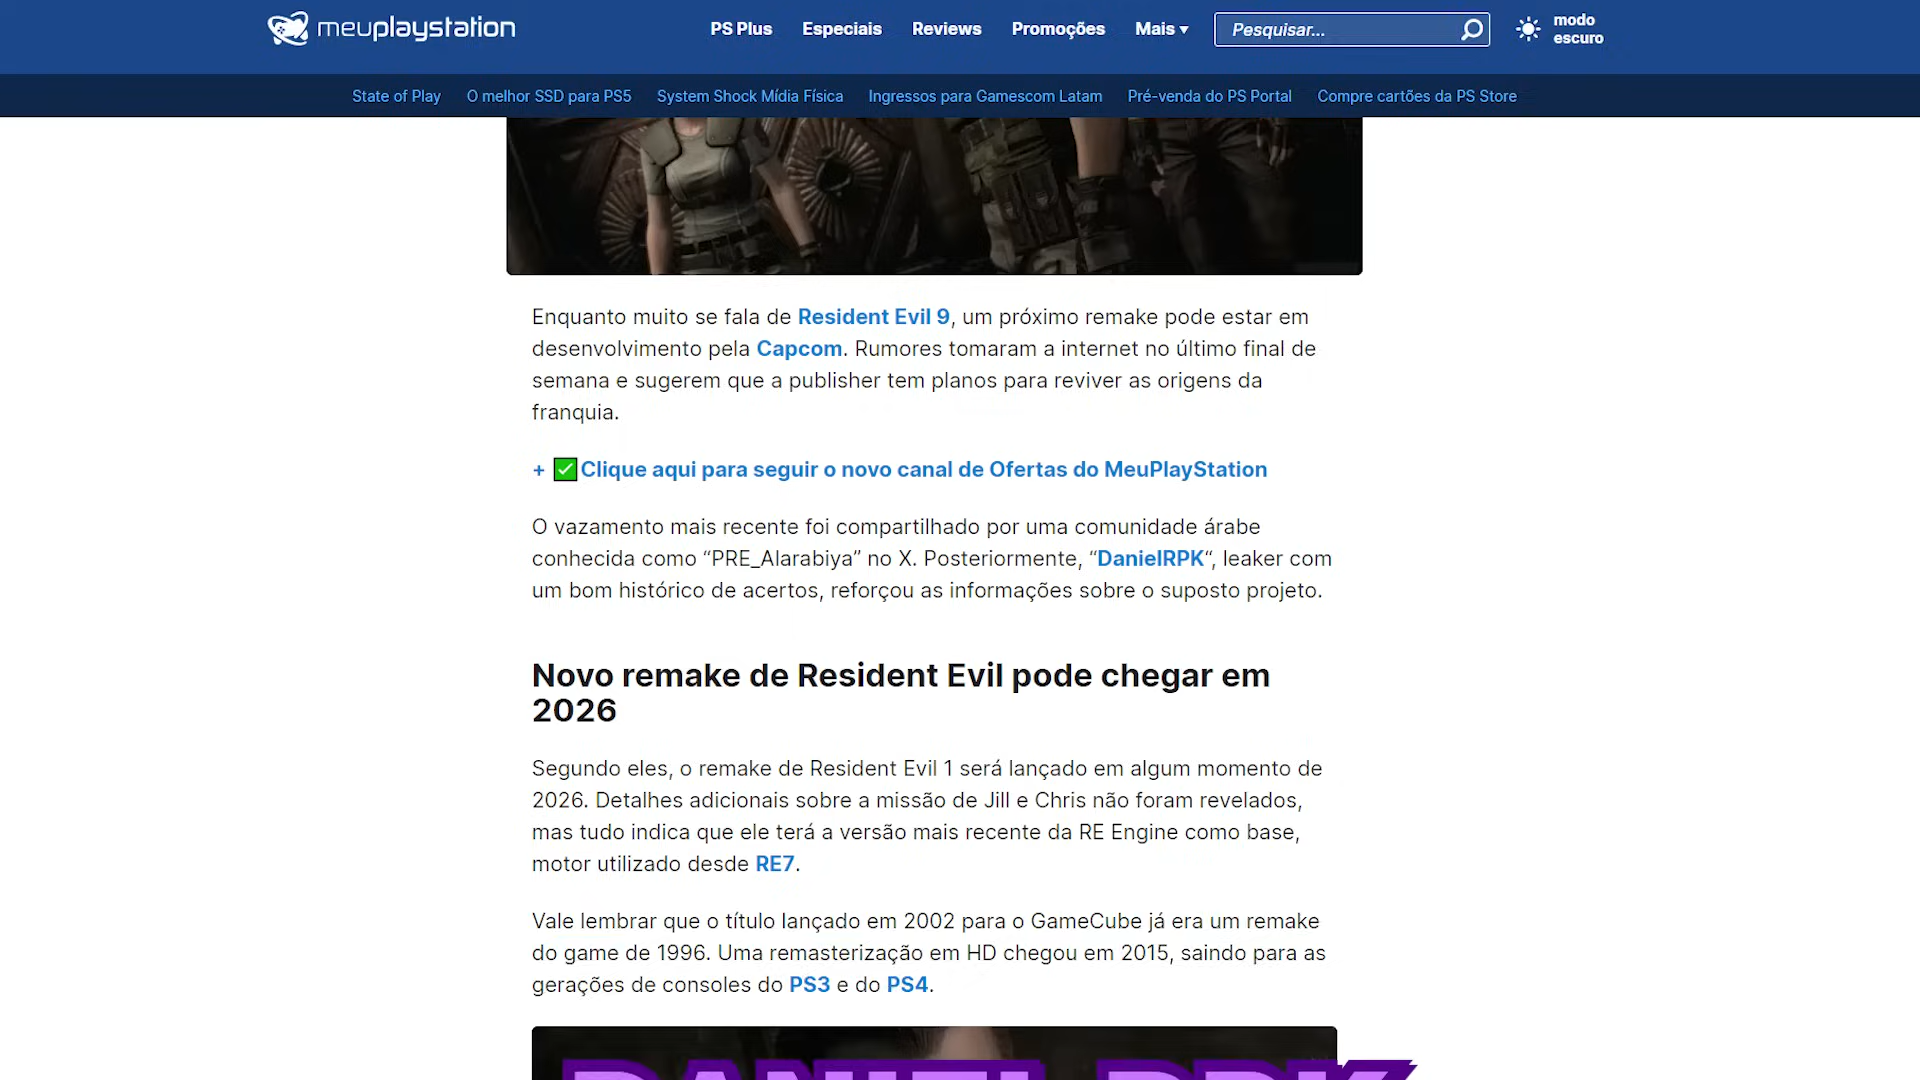 meuplaystation
PS Plus Especiais Reviews Promoções Mais ▾ Pesquisar... modo escuro
State of Play O melhor SSD para PS5 System Shock Mídia Física Ingressos para Gamescom Latam Pré-venda do PS Portal Compre cartões da PS Store
Enquanto muito se fala de Resident Evil 9, um próximo remake pode estar em
desenvolvimento pela Capcom. Rumores tomaram a internet no último final de
semana e sugerem que a publisher tem planos para reviver as origens da
franquia.
+ ✅Clique aqui para seguir o novo canal de Ofertas do MeuPlayStation
O vazamento mais recente foi compartilhado por uma comunidade árabe
conhecida como “PRE_Alarabiya” no X. Posteriormente, “DanielRPK“, leaker com
um bom histórico de acertos, reforçou as informações sobre o suposto projeto.
Novo remake de Resident Evil pode chegar em
2026
Segundo eles, o remake de Resident Evil 1 será lançado em algum momento de
2026. Detalhes adicionais sobre a missão de Jill e Chris não foram revelados,
mas tudo indica que ele terá a versão mais recente da RE Engine como base,
motor utilizado desde RE7.
Vale lembrar que o título lançado em 2002 para o GameCube já era um remake
do game de 1996. Uma remasterização em HD chegou em 2015, saindo para as
gerações de consoles do PS3 e do PS4.
DANIEL RPK